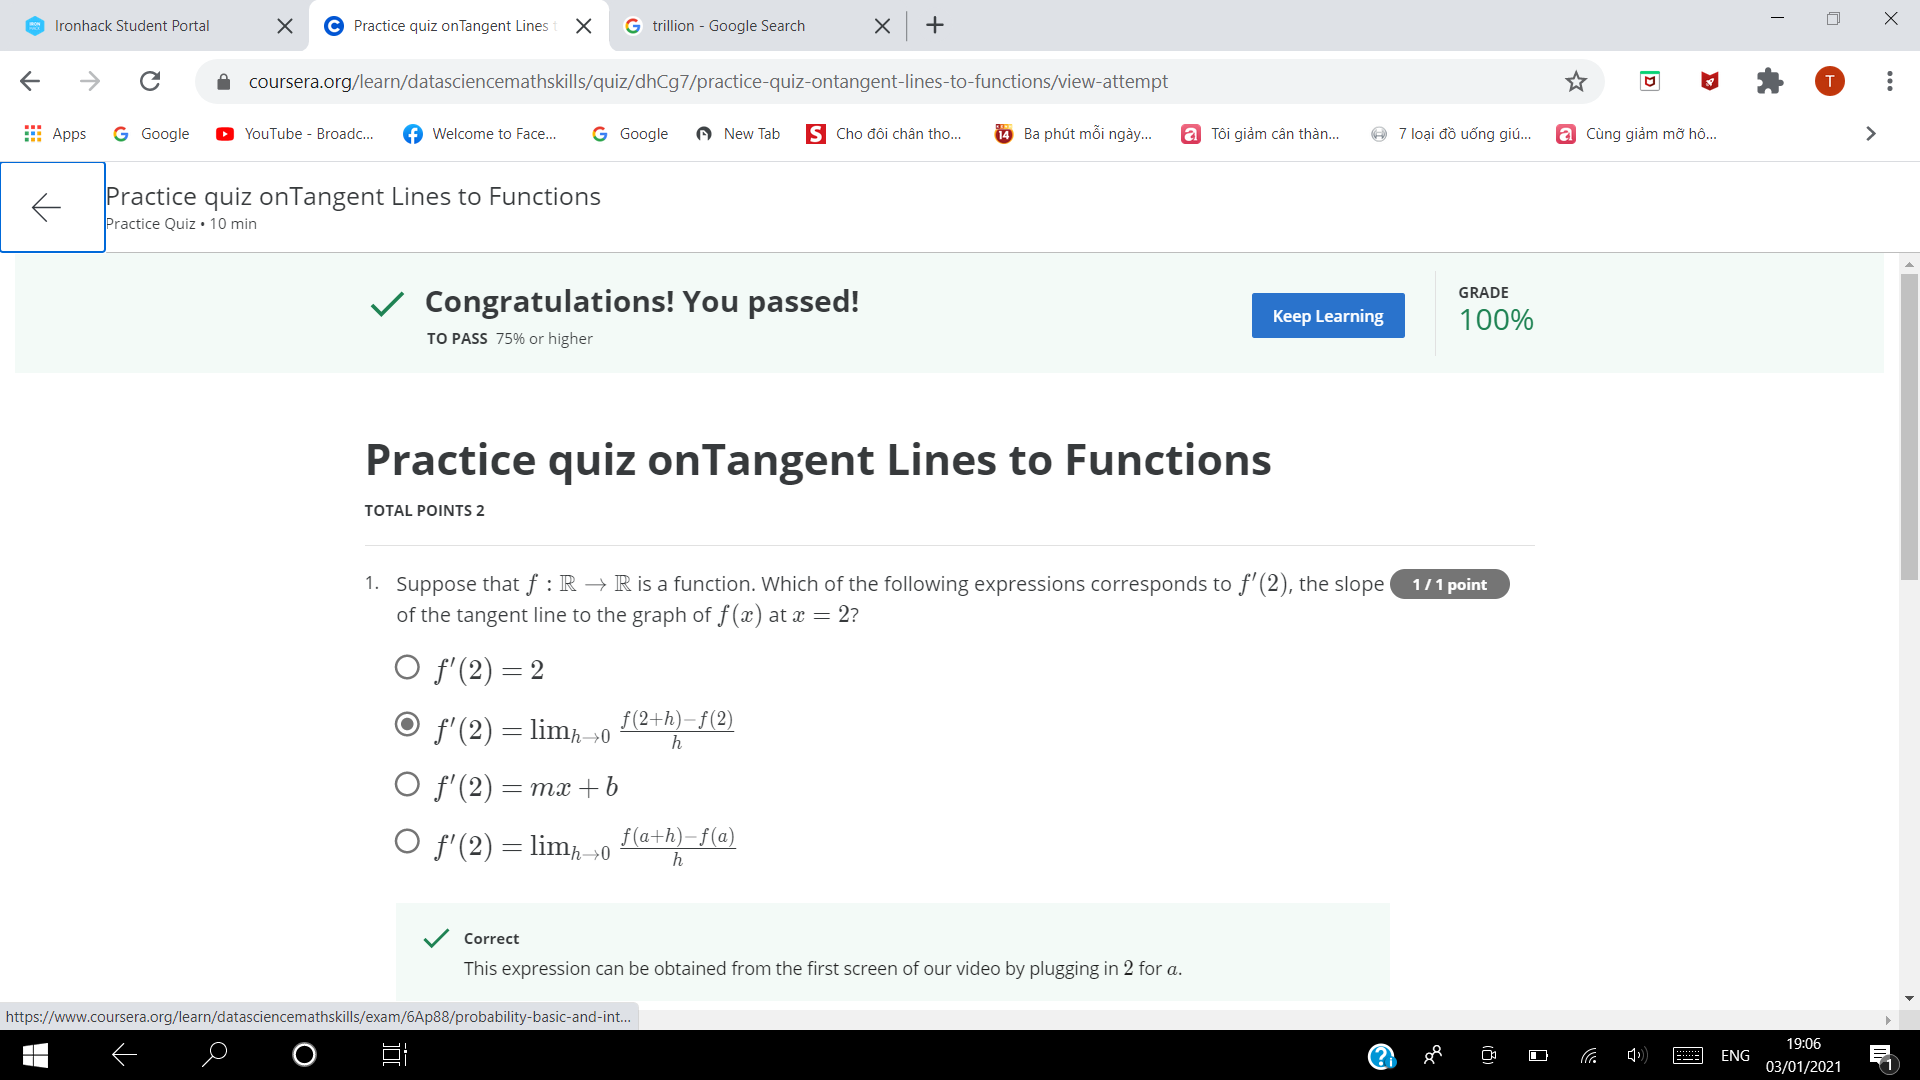 Ironhack Student Portal
Practice quiz onTangent Lines t
trillion - Google Search
coursera.org/learn/datasciencemathskills/quiz/dhCg7/practice-quiz-ontangent-lines-to-functions/view-attempt
T
Apps
Google
YouTube - Broadc...
Welcome to Face...
Google
New Tab
Cho đôi chân tho...
Ba phút mỗi ngày...
Tôi giảm cân thàn...
7 loại đồ uống giú...
Cùng giảm mỡ hô...
Practice quiz onTangent Lines to Functions
Practice Quiz • 10 min
Congratulations! You passed!
TO PASS 75% or higher
Keep Learning
GRADE
100%
Practice quiz onTangent Lines to Functions
TOTAL POINTS 2
1. Suppose that f : ℝ → ℝ is a function. Which of the following expressions corresponds to f′(2), the slope
1 / 1 point
of the tangent line to the graph of f(x) at x = 2?
f′(2) = 2
f′(2) = lim_{h→0} \frac{f(2+h)−f(2)}{h}
f′(2) = mx + b
f′(2) = lim_{h→0} \frac{f(a+h)−f(a)}{h}
Correct
This expression can be obtained from the first screen of our video by plugging in 2 for a.
https://www.coursera.org/learn/datasciencemathskills/exam/6Ap88/probability-basic-and-int...
ENG
19:06
03/01/2021
1